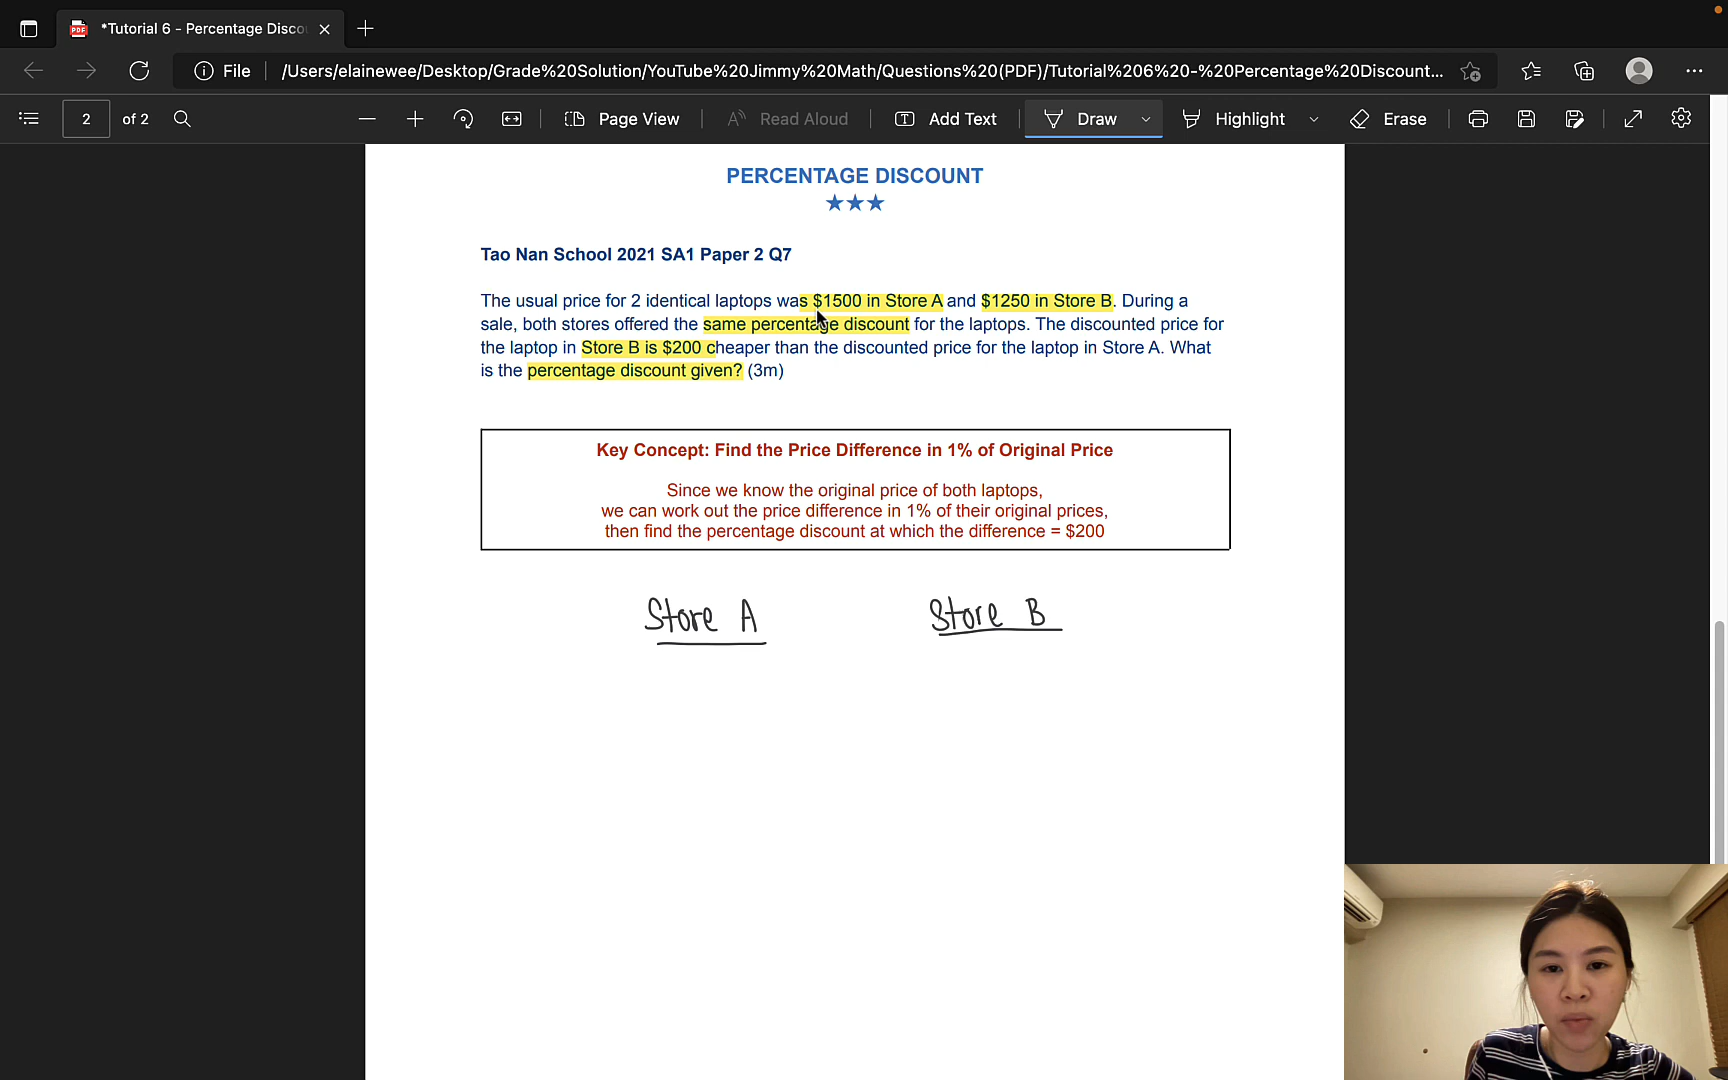 *Tutorial 6 - Percentage Disco
File
/Users/elainewee/Desktop/Grade%20Solution/YouTube%20Jimmy%20Math/Questions%20(PDF)/Tutorial%206%20-%20Percentage%20Discount...
2 of 2
Page View
Read Aloud
Add Text
Draw
Highlight
Erase
PERCENTAGE DISCOUNT
★★★
Tao Nan School 2021 SA1 Paper 2 Q7
The usual price for 2 identical laptops was $1500 in Store A and $1250 in Store B. During a
sale, both stores offered the same percentage discount for the laptops. The discounted price for
the laptop in Store B is $200 cheaper than the discounted price for the laptop in Store A. What
is the percentage discount given? (3m)
Key Concept: Find the Price Difference in 1% of Original Price
Since we know the original price of both laptops,
we can work out the price difference in 1% of their original prices,
then find the percentage discount at which the difference = $200
Store A
Store B